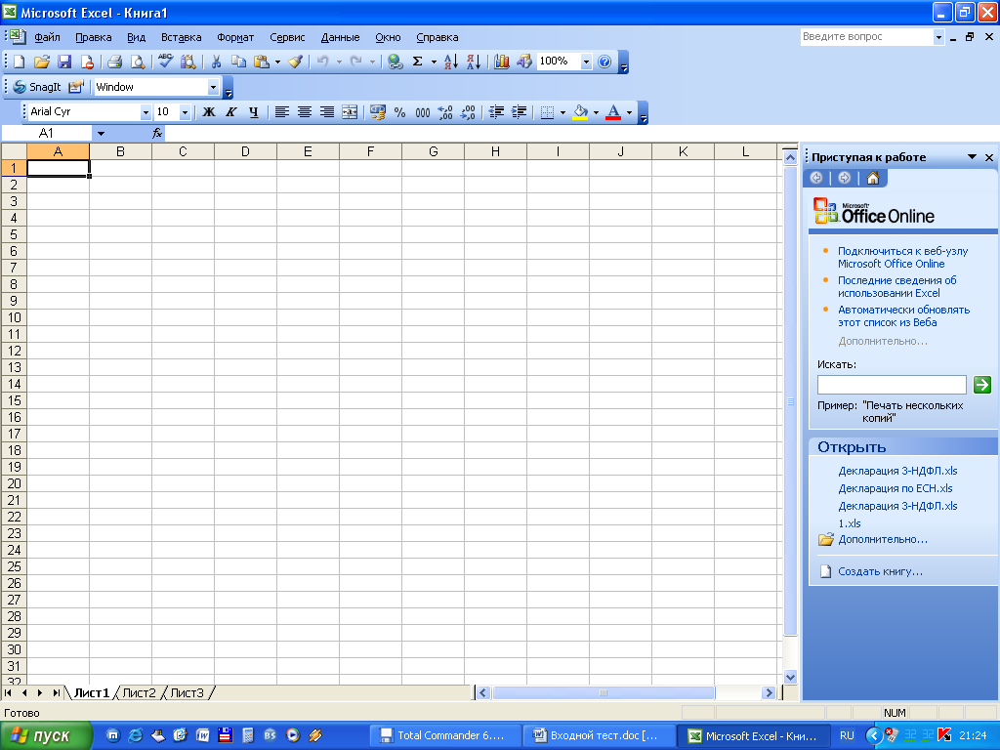 Microsoft Excel - Книга1
Файл Правка Вид Вставка Формат Сервис Данные Окно Справка
Введите вопрос
100%
SnagIt Window
Arial Cyr 10 Ж К Ч % 000
A1 fx
A B C D E F G H I J K L
1
2
3
4
5
6
7
8
9
10
11
12
13
14
15
16
17
18
19
20
21
22
23
24
25
26
27
28
29
30
31
32
Приступая к работе
Microsoft
Office Online
Подключиться к веб-узлу
Microsoft Office Online
Последние сведения об
использовании Excel
Автоматически обновлять
этот список из Веба
Дополнительно...
Искать:
Пример: "Печать нескольких
копий"
Открыть
Декларация 3-НДФЛ.xls
Декларация по ЕСН.xls
Декларация 3-НДФЛ.xls
1.xls
Дополнительно...
Создать книгу...
Лист1 Лист2 Лист3
Готово
NUM
пуск Total Commander 6.... Входной тест.doc [... Microsoft Excel - Кни... RU 21:24